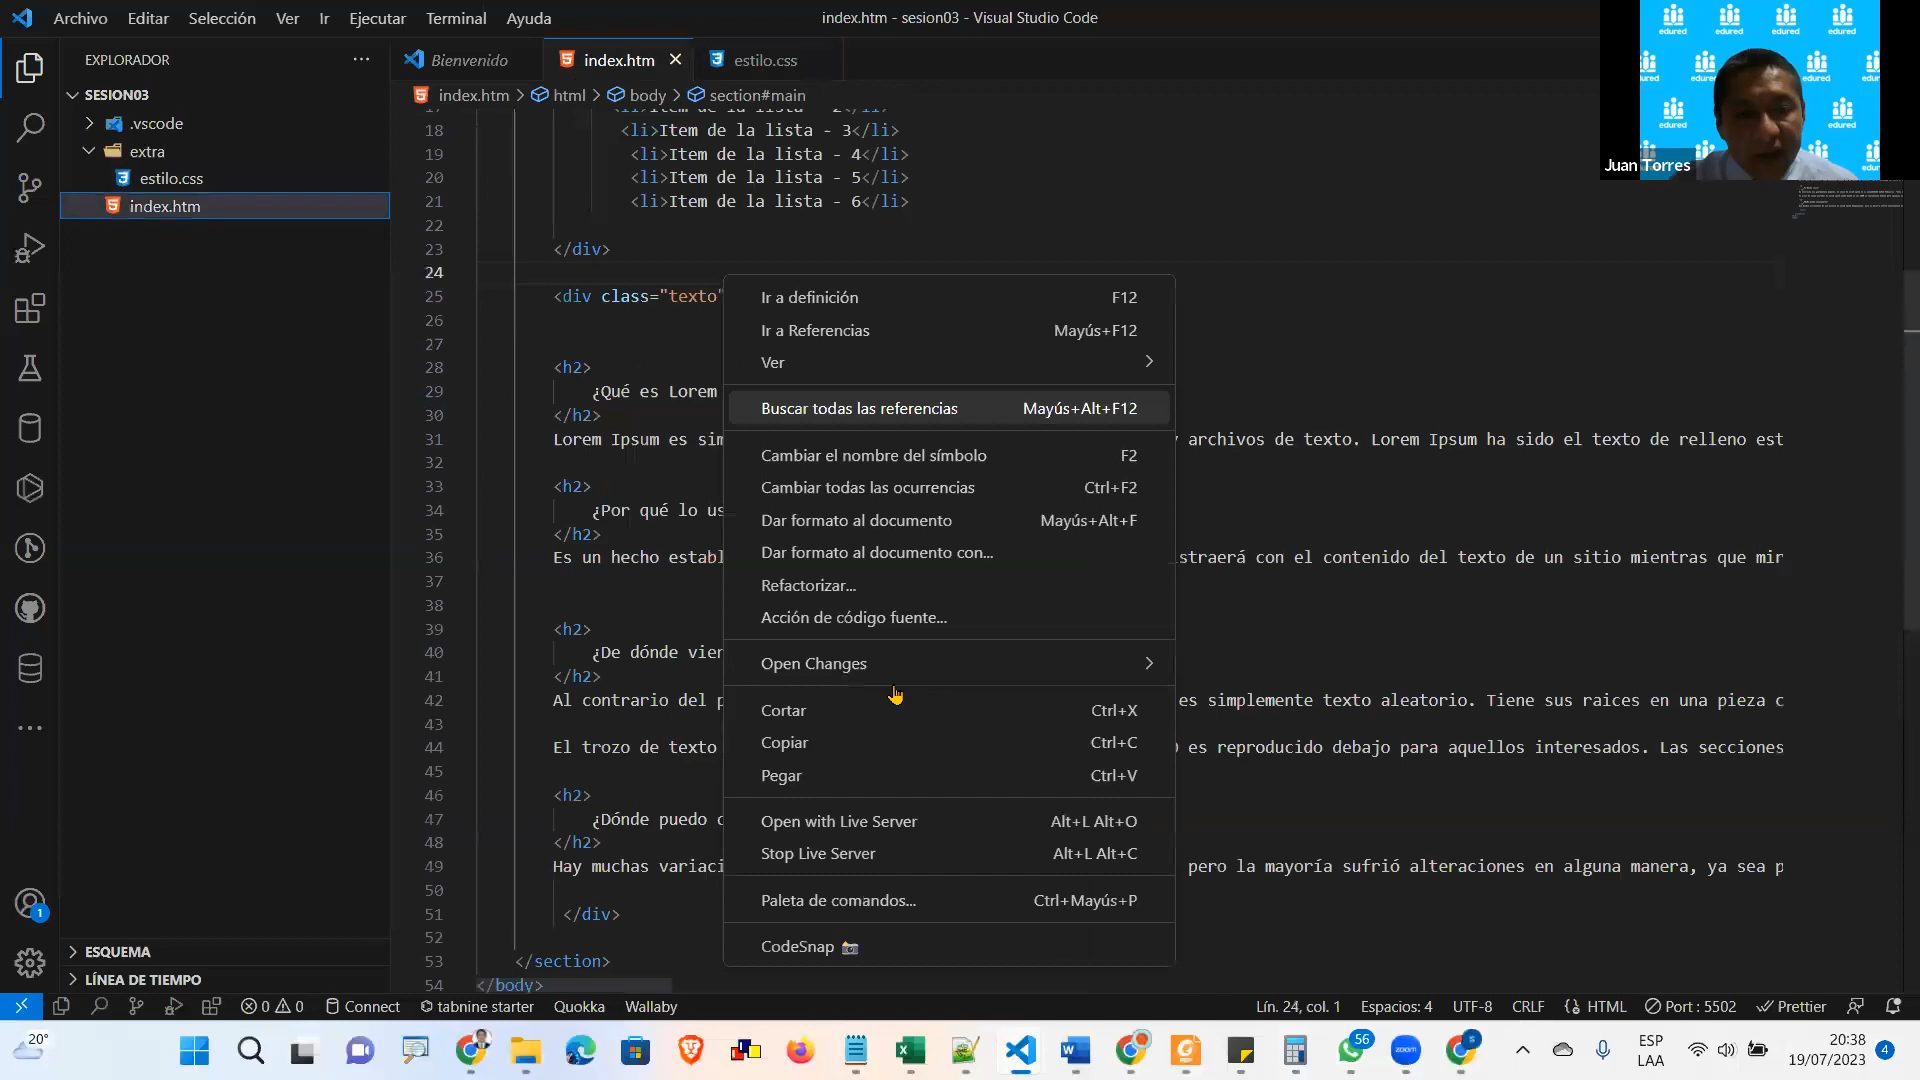 Archivo Editar Selección Ver Ir Ejecutar Terminal Ayuda
index.htm - sesion03 - Visual Studio Code
EXPLORADOR
SESION03
.vscode
extra
estilo.css
index.htm
Bienvenido
index.htm
estilo.css
index.htm > html > body > section#main
18 <li>Item de la lista - 3</li>
19 <li>Item de la lista - 4</li>
20 <li>Item de la lista - 5</li>
21 <li>Item de la lista - 6</li>
22
23 </div>
24
25 <div class="texto"
26
27
28 <h2>
29 ¿Qué es Lorem
30 </h2>
31 Lorem Ipsum es sim archivos de texto. Lorem Ipsum ha sido el texto de relleno est
32
33 <h2>
34 ¿Por qué lo us
35 </h2>
36 Es un hecho establ straerá con el contenido del texto de un sitio mientras que mir
37
38
39 <h2>
40 ¿De dónde vien
41 </h2>
42 Al contrario del p es simplemente texto aleatorio. Tiene sus raices en una pieza c
43
44 El trozo de texto es reproducido debajo para aquellos interesados. Las secciones
45
46 <h2>
47 ¿Dónde puedo c
48 </h2>
49 Hay muchas variaci pero la mayoría sufrió alteraciones en alguna manera, ya sea p
50
51 </div>
52
53 </section>
54 </body>
Ir a definición F12
Ir a Referencias Mayús+F12
Ver
Buscar todas las referencias Mayús+Alt+F12
Cambiar el nombre del símbolo F2
Cambiar todas las ocurrencias Ctrl+F2
Dar formato al documento Mayús+Alt+F
Dar formato al documento con...
Refactorizar...
Acción de código fuente...
Open Changes
Cortar Ctrl+X
Copiar Ctrl+C
Pegar Ctrl+V
Open with Live Server Alt+L Alt+O
Stop Live Server Alt+L Alt+C
Paleta de comandos... Ctrl+Mayús+P
CodeSnap
edured edured edured edured
edured edured
Juan Torres
1
ESQUEMA
LÍNEA DE TIEMPO
0 0 Connect tabnine starter Quokka Wallaby
Lín. 24, col. 1 Espacios: 4 UTF-8 CRLF HTML Port : 5502 Prettier
20°
56
zoom
ESP
LAA
20:38
19/07/2023
4